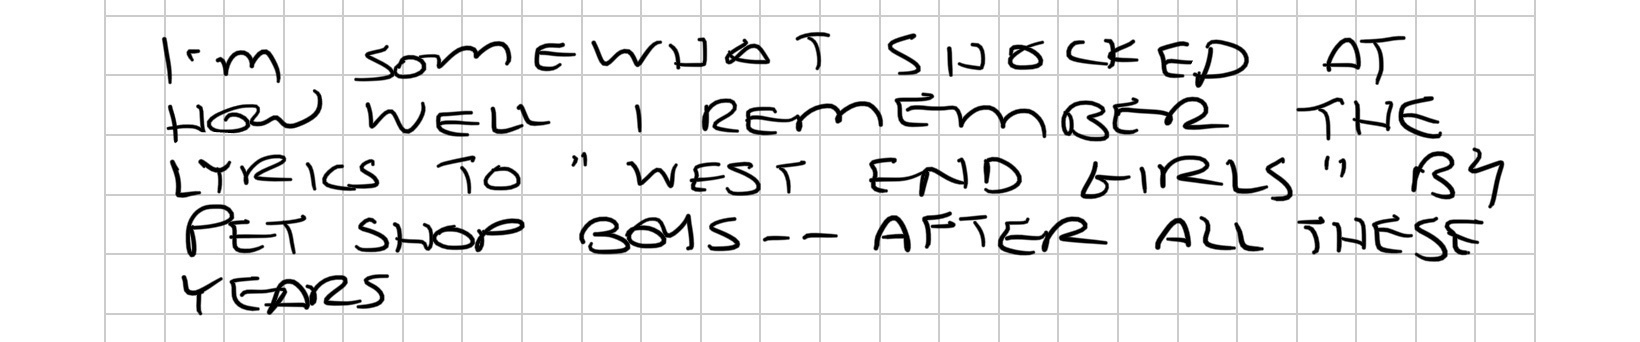 I'm SOMEWHAT SHOCKED AT
HOW WELL I REMEMBER THE
LYRICS TO "WEST END GIRLS" BY
PET SHOP BOYS -- AFTER ALL THESE
YEARS